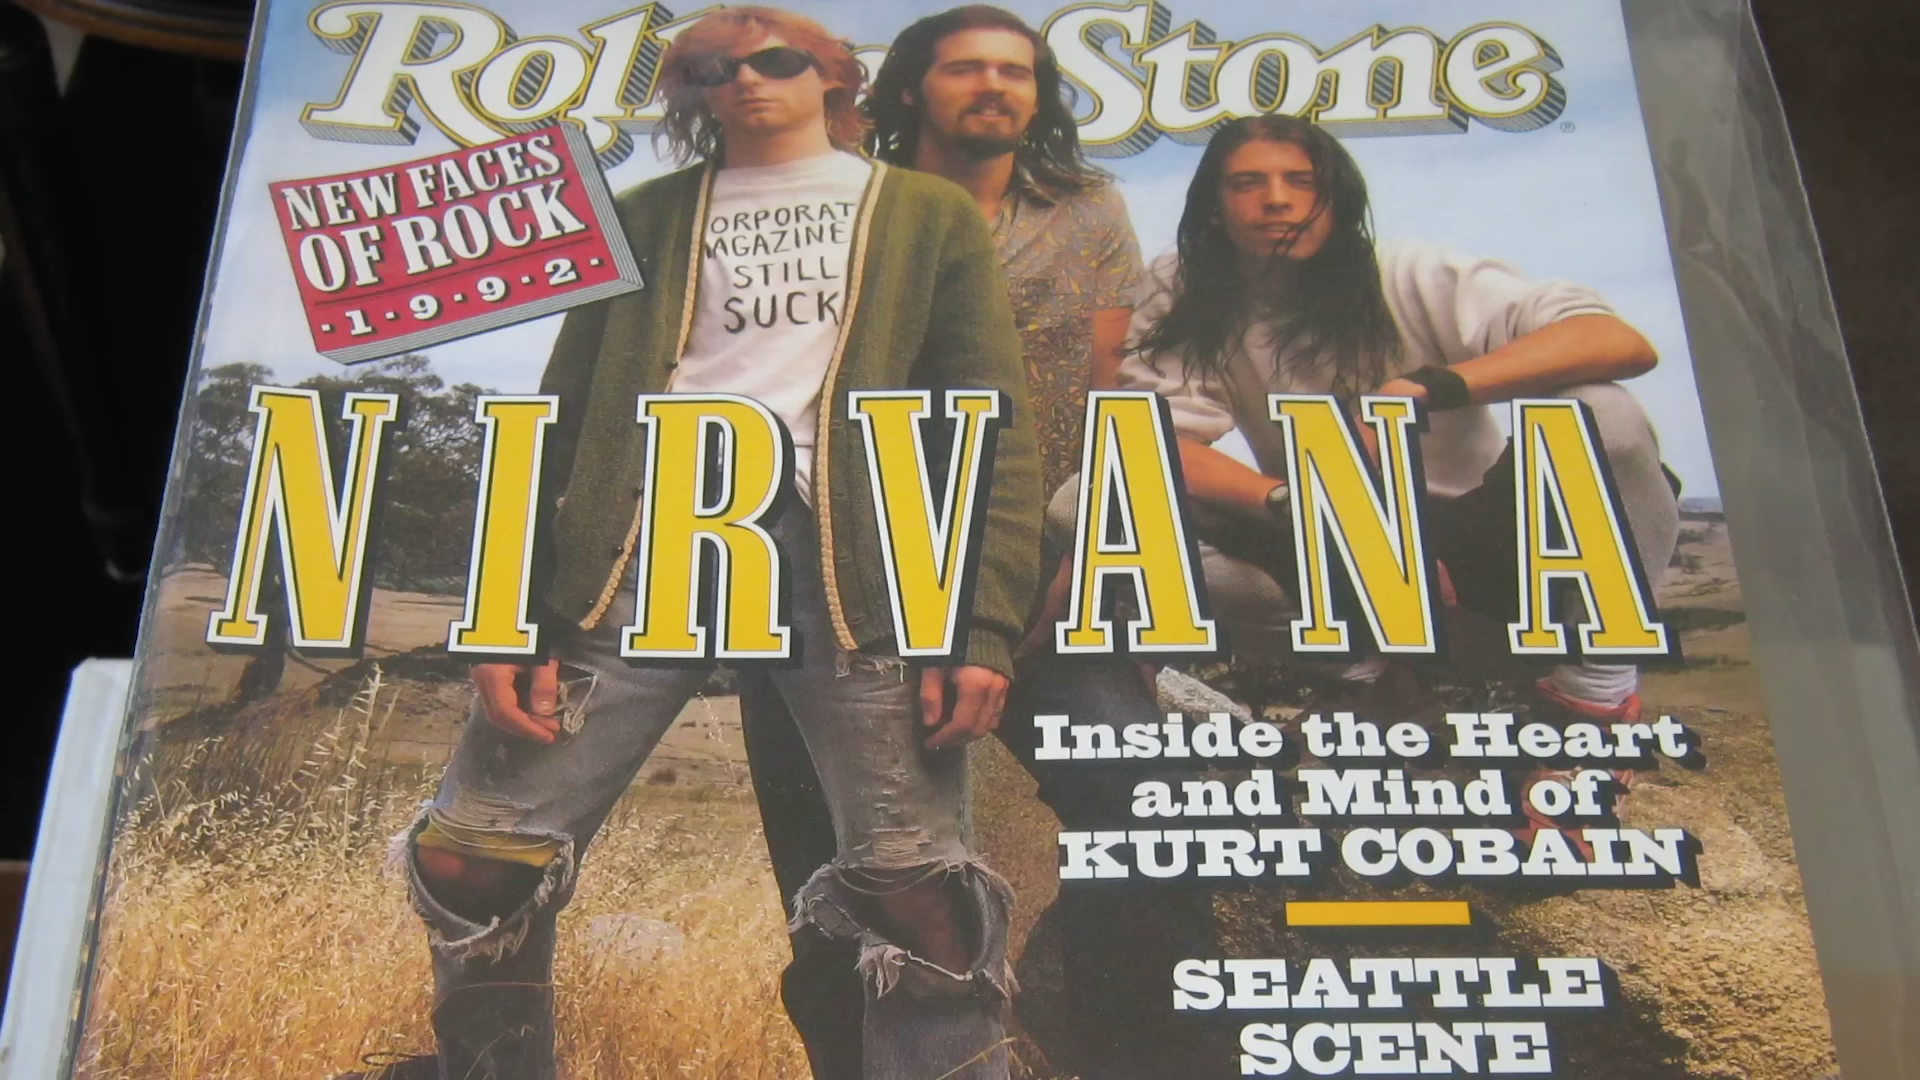 Rolling Stone
NEW FACES
OF ROCK
·1·9·9·2·
ORPORAT
AGAZINE
STILL
SUCK
NIRVANA
Inside the Heart
and Mind of
KURT COBAIN
SEATTLE
SCENE